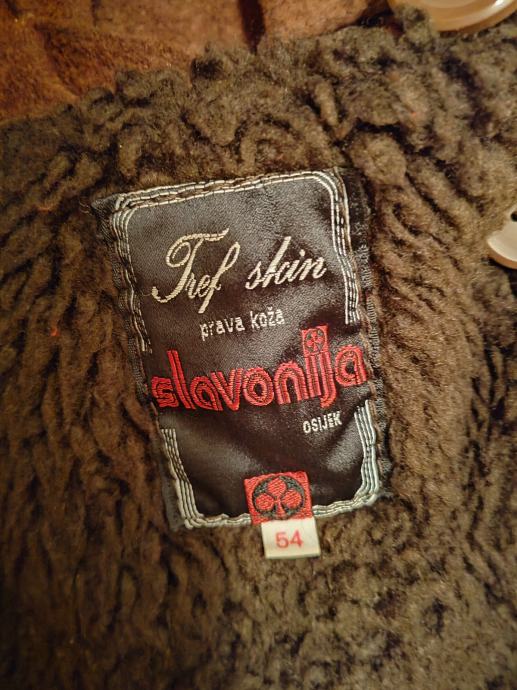 Tref skin
prava koža
slavonija
OSIJEK
54